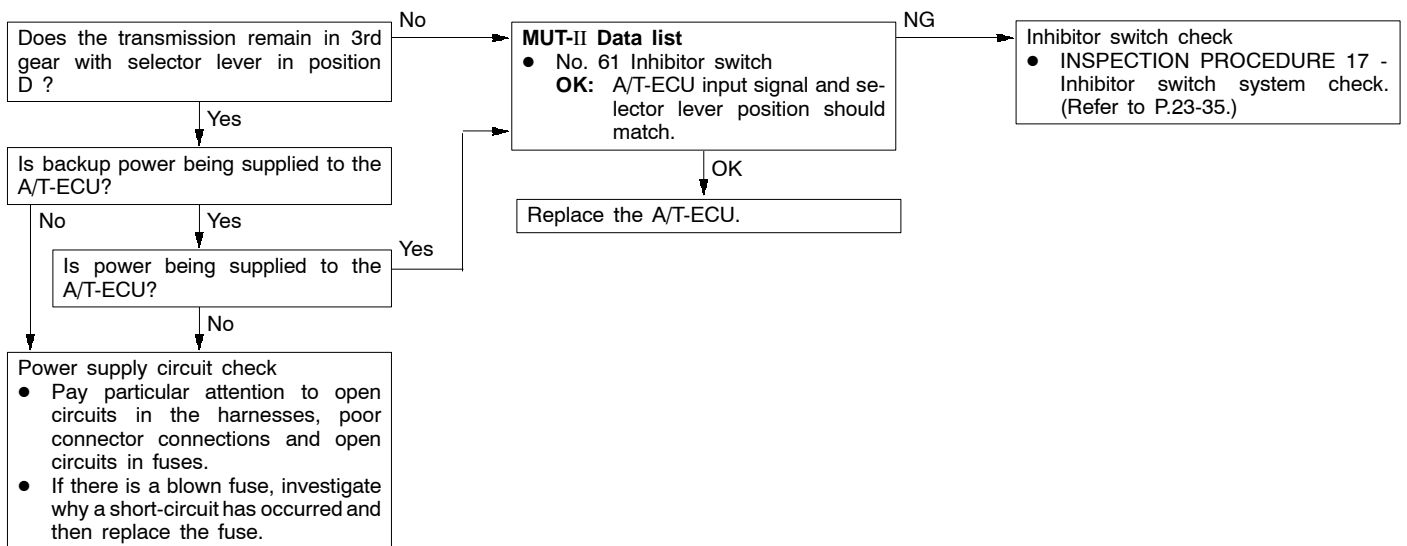 Does the transmission remain in 3rd
gear with selector lever in position
D ?
No
Yes
Is backup power being supplied to the
A/T-ECU?
No
Yes
Is power being supplied to the
A/T-ECU?
Yes
No
Power supply circuit check
● Pay particular attention to open
circuits in the harnesses, poor
connector connections and open
circuits in fuses.
● If there is a blown fuse, investigate
why a short-circuit has occurred and
then replace the fuse.
MUT-II Data list
● No. 61 Inhibitor switch
OK: A/T-ECU input signal and se-
lector lever position should
match.
NG
OK
Replace the A/T-ECU.
Inhibitor switch check
● INSPECTION PROCEDURE 17 -
Inhibitor switch system check.
(Refer to P.23-35.)